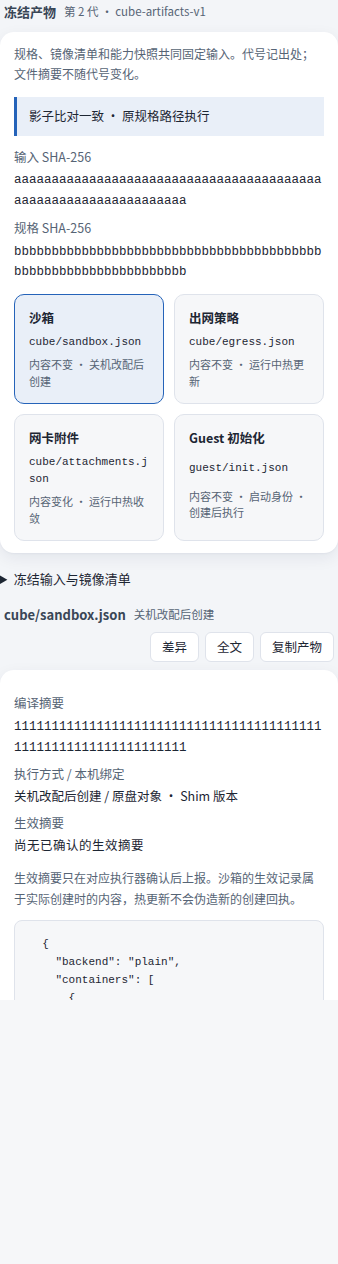 冻结产物 第 2 代 • cube-artifacts-v1
规格、镜像清单和能力快照共同固定输入。代号记出处；
文件摘要不随代号变化。
影子比对一致 • 原规格路径执行
输入 SHA-256
aaaaaaaaaaaaaaaaaaaaaaaaaaaaaaaaaaaaaaaaa
aaaaaaaaaaaaaaaaaaaaaaa
规格 SHA-256
bbbbbbbbbbbbbbbbbbbbbbbbbbbbbbbbbbbbbbbbb
bbbbbbbbbbbbbbbbbbbbbbb
沙箱
cube/sandbox.json
内容不变 • 关机改配后
创建
出网策略
cube/egress.json
内容不变 • 运行中热更
新
网卡附件
cube/attachments.j
son
内容变化 • 运行中热收
敛
Guest 初始化
guest/init.json
内容不变 • 启动身份 •
创建后执行
▶ 冻结输入与镜像清单
cube/sandbox.json 关机改配后创建
差异 全文 复制产物
编译摘要
11111111111111111111111111111111111111111
11111111111111111111111
执行方式 / 本机绑定
关机改配后创建 / 原盘对象 • Shim 版本
生效摘要
尚无已确认的生效摘要
生效摘要只在对应执行器确认后上报。沙箱的生效记录属
于实际创建时的内容，热更新不会伪造新的创建回执。
{
"backend": "plain",
"containers": [
{